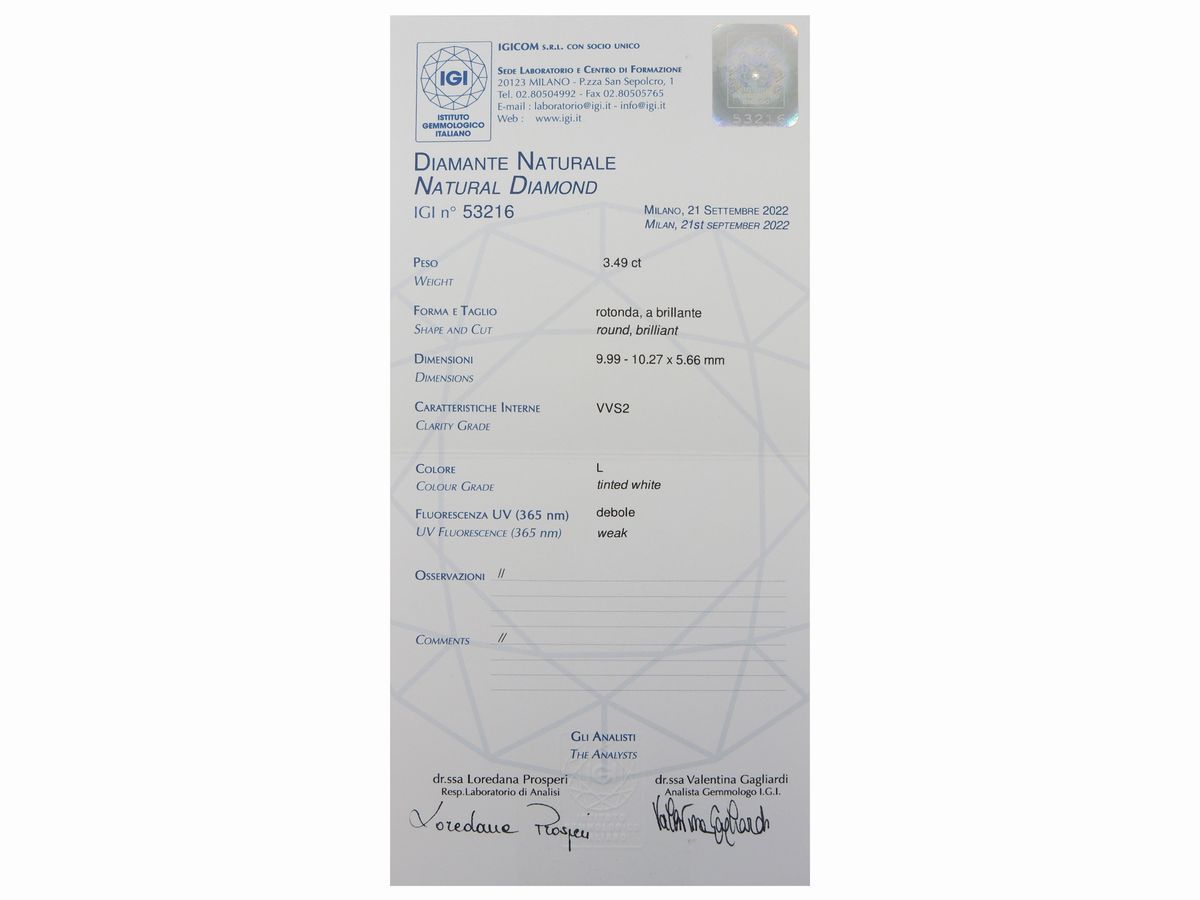 IGI
ISTITUTO
GEMMOLOGICO
ITALIANO
IGICOM S.R.L. CON SOCIO UNICO
SEDE LABORATORIO E CENTRO DI FORMAZIONE
20123 MILANO - P.zza San Sepolcro, 1
Tel. 02.80504992 - Fax 02.80505765
E-mail : laboratorio@igi.it - info@igi.it
Web : www.igi.it
53216
DIAMANTE NATURALE
NATURAL DIAMOND
IGI n° 53216
MILANO, 21 SETTEMBRE 2022
MILAN, 21st SEPTEMBER 2022
PESO 3.49 ct
WEIGHT
FORMA E TAGLIO rotonda, a brillante
SHAPE AND CUT round, brilliant
DIMENSIONI 9.99 - 10.27 x 5.66 mm
DIMENSIONS
CARATTERISTICHE INTERNE VVS2
CLARITY GRADE
COLORE L
COLOUR GRADE tinted white
FLUORESCENZA UV (365 nm) debole
UV FLUORESCENCE (365 nm) weak
OSSERVAZIONI //
COMMENTS //
GLI ANALISTI
THE ANALYSTS
dr.ssa Loredana Prosperi
Resp.Laboratorio di Analisi
dr.ssa Valentina Gagliardi
Analista Gemmologo I.G.I.
Loredana Prosperi
Valentina Gagliardi
IGI
ISTITUTO
GEMMOLOGICO
ITALIANO